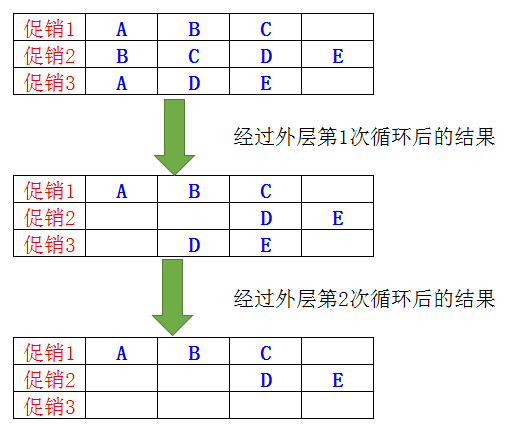 促销1 A B C
促销2 B C D E
促销3 A D E
经过外层第1次循环后的结果
促销1 A B C
促销2 D E
促销3 D E
经过外层第2次循环后的结果
促销1 A B C
促销2 D E
促销3